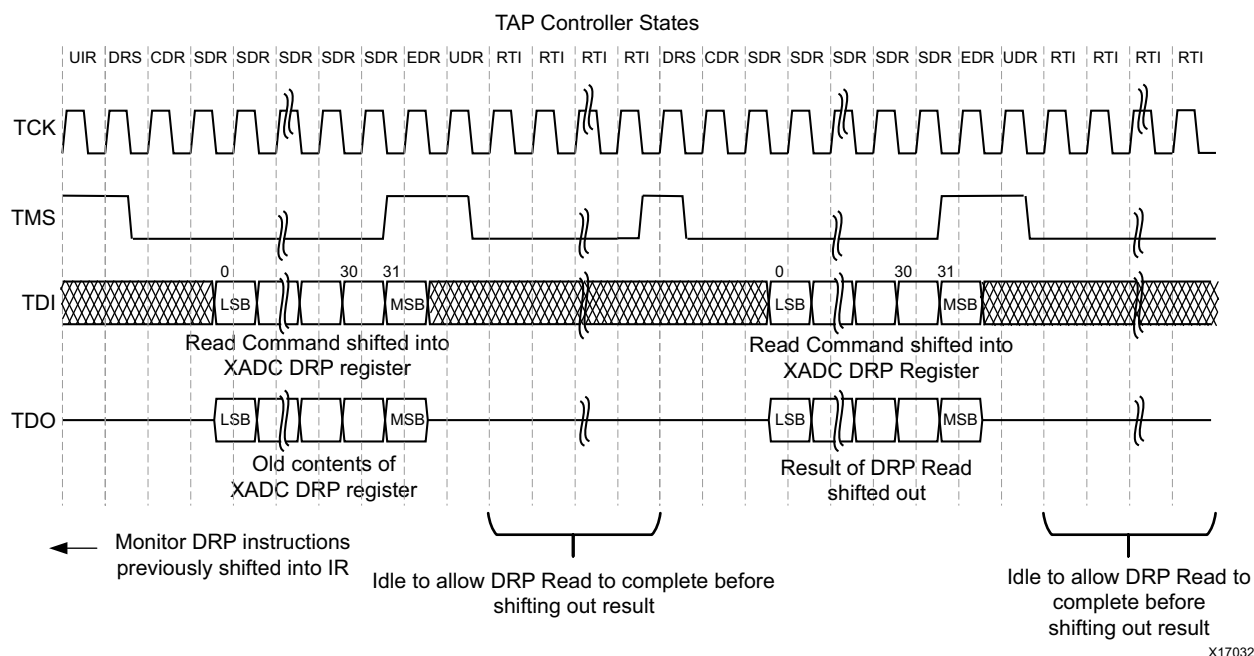 TAP Controller States
UIR DRS CDR SDR SDR SDR SDR SDR EDR UDR RTI RTI RTI RTI DRS CDR SDR SDR SDR SDR SDR EDR UDR RTI RTI RTI RTI
TCK
TMS
0 30 31 0 30 31
TDI LSB MSB LSB MSB
Read Command shifted into
XADC DRP register
Read Command shifted into
XADC DRP Register
TDO LSB MSB LSB MSB
Old contents of
XADC DRP register
Result of DRP Read
shifted out
Monitor DRP instructions
previously shifted into IR
Idle to allow DRP Read to complete before
shifting out result
Idle to allow DRP Read to
complete before
shifting out result
X17032